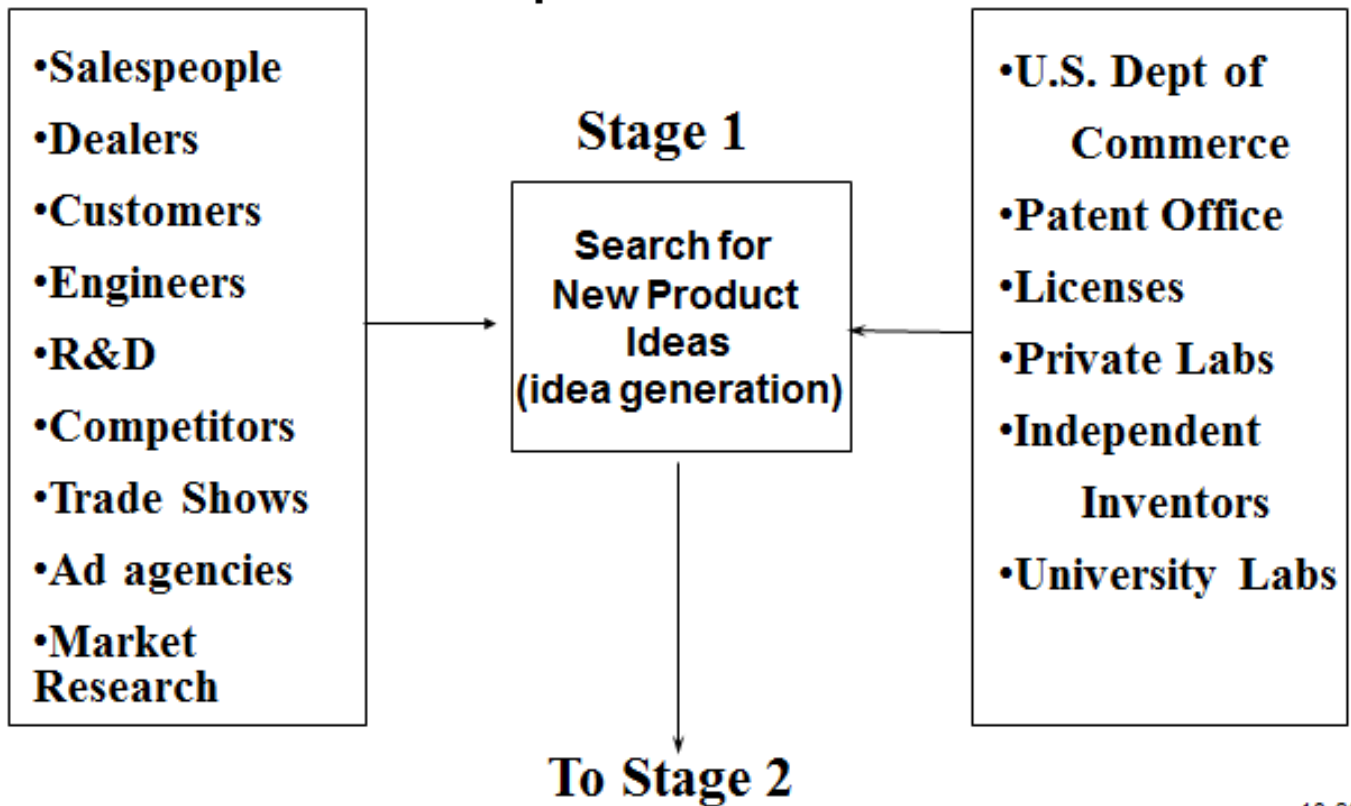 •Salespeople
•Dealers
•Customers
•Engineers
•R&D
•Competitors
•Trade Shows
•Ad agencies
•Market
Research
Stage 1
Search for
New Product
Ideas
(idea generation)
To Stage 2
•U.S. Dept of
Commerce
•Patent Office
•Licenses
•Private Labs
•Independent
Inventors
•University Labs